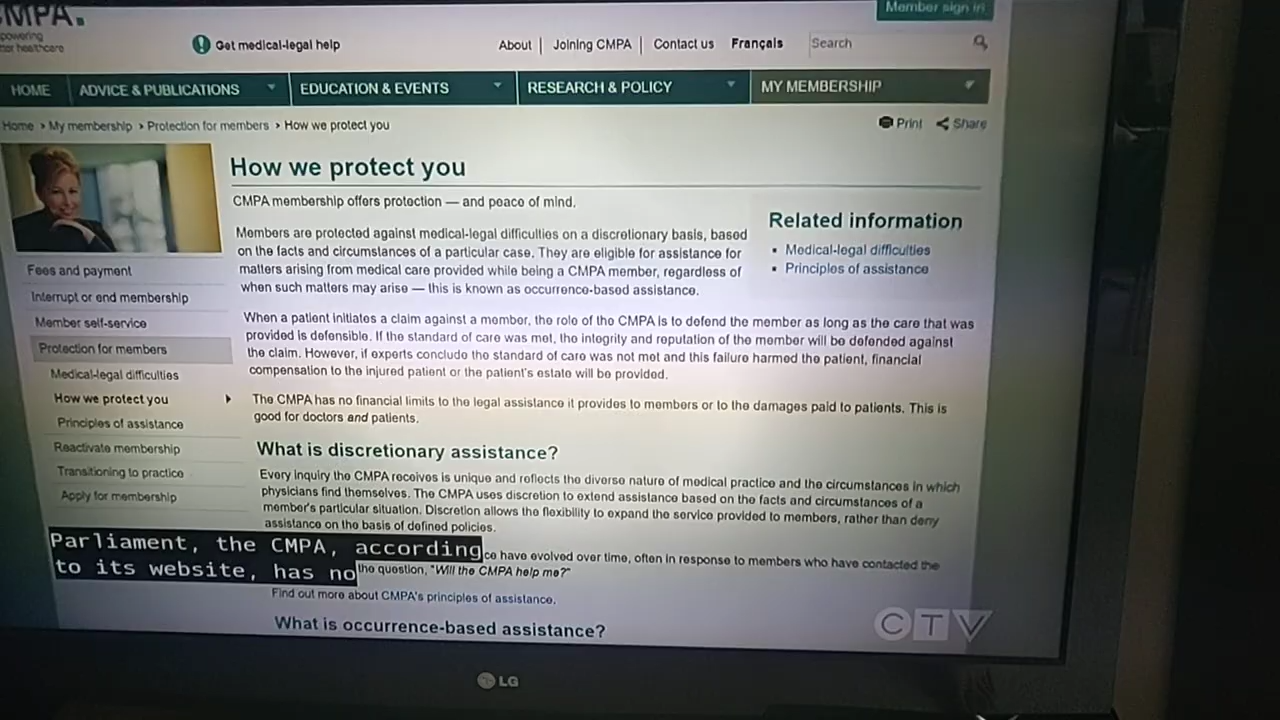 CMPA.
powering
healthcare
Member sign in
Get medical-legal help
About | Joining CMPA | Contact us Français Search
HOME ADVICE & PUBLICATIONS EDUCATION & EVENTS RESEARCH & POLICY MY MEMBERSHIP
Home › My membership › Protection for members › How we protect you
Print Share
How we protect you
CMPA membership offers protection — and peace of mind.
Members are protected against medical-legal difficulties on a discretionary basis, based
on the facts and circumstances of a particular case. They are eligible for assistance for
matters arising from medical care provided while being a CMPA member, regardless of
when such matters may arise — this is known as occurrence-based assistance.
Related information
Medical-legal difficulties
Principles of assistance
When a patient initiates a claim against a member, the role of the CMPA is to defend the member as long as the care that was
provided is defensible. If the standard of care was met, the integrity and reputation of the member will be defended against
the claim. However, if experts conclude the standard of care was not met and this failure harmed the patient, financial
compensation to the injured patient or the patient's estate will be provided.
The CMPA has no financial limits to the legal assistance it provides to members or to the damages paid to patients. This is
good for doctors and patients.
What is discretionary assistance?
Every inquiry the CMPA receives is unique and reflects the diverse nature of medical practice and the circumstances in which
physicians find themselves. The CMPA uses discretion to extend assistance based on the facts and circumstances of a
member's particular situation. Discretion allows the flexibility to expand the service provided to members, rather than deny
assistance on the basis of defined policies.
ce have evolved over time, often in response to members who have contacted the
the question, "Will the CMPA help me?"
Find out more about CMPA's principles of assistance.
What is occurrence-based assistance?
Fees and payment
Interrupt or end membership
Member self-service
Protection for members
Medical-legal difficulties
How we protect you
Principles of assistance
Reactivate membership
Transitioning to practice
Apply for membership
Parliament, the CMPA, according
to its website, has no
CTV
LG